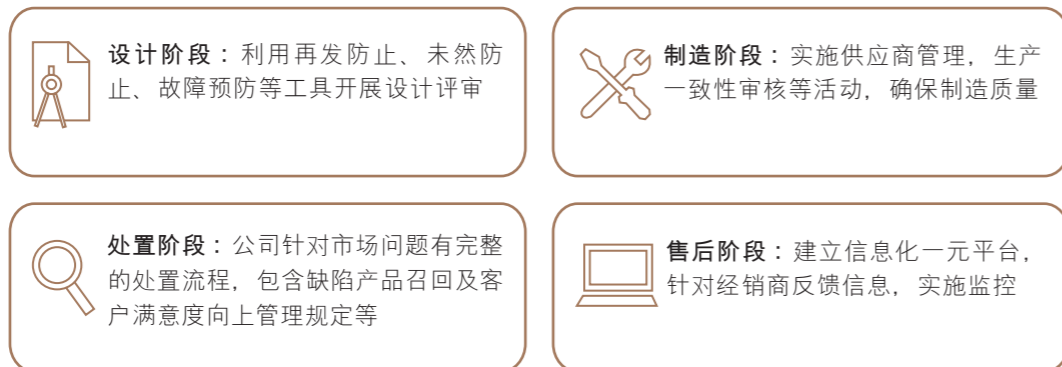 设计阶段：利用再发防止、未然防
止、故障预防等工具开展设计评审
制造阶段：实施供应商管理，生产
一致性审核等活动，确保制造质量
处置阶段：公司针对市场问题有完整
的处置流程，包含缺陷产品召回及客
户满意度向上管理规定等
售后阶段：建立信息化一元平台，
针对经销商反馈信息，实施监控